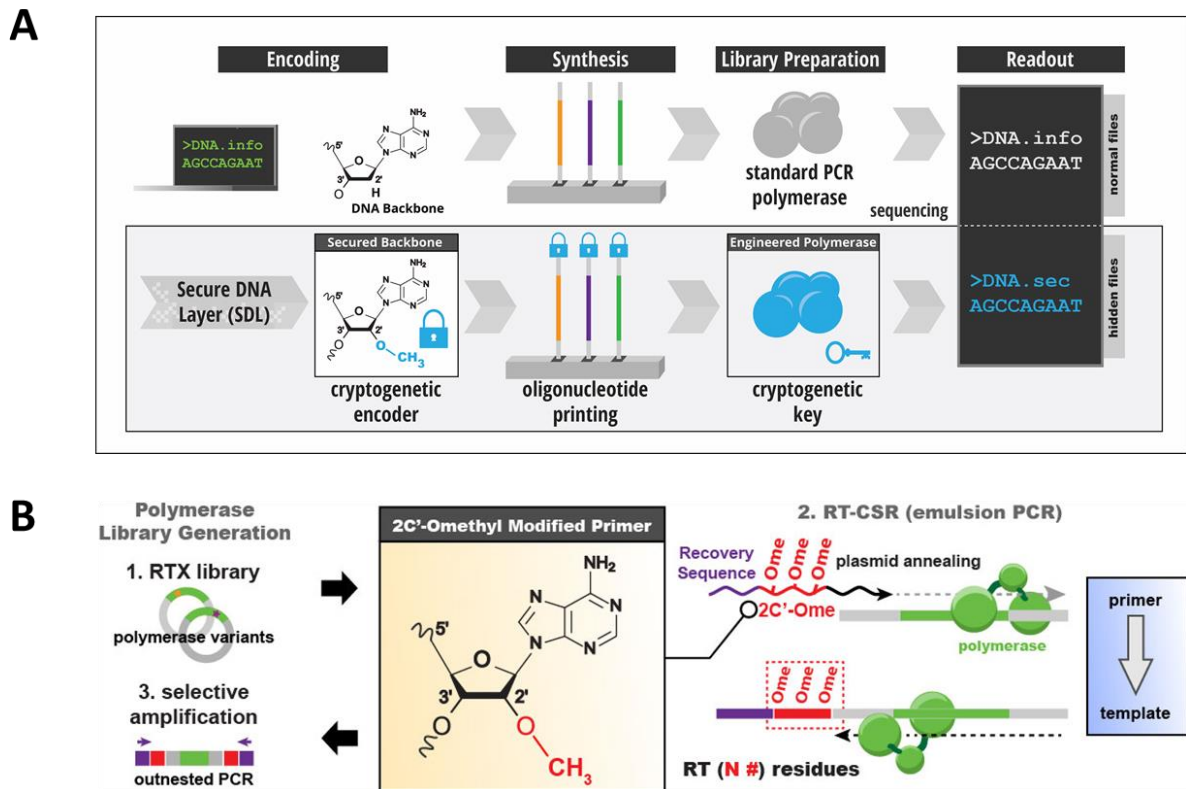 A
Encoding
Synthesis
Library Preparation
Readout
>DNA.info
AGCCAGAAT
NH₂
N
N
N
N
5'
O
3'
2'
O
H
DNA Backbone
standard PCR
polymerase
sequencing
>DNA.info
AGCCAGAAT
normal files
Secure DNA
Layer (SDL)
Secured Backbone
NH₂
N
N
N
N
5'
O
3'
2'
O
O
CH₃
cryptogenetic
encoder
oligonucleotide
printing
Engineered Polymerase
cryptogenetic
key
>DNA.sec
AGCCAGAAT
hidden files
B
Polymerase
Library Generation
1. RTX library
polymerase variants
3. selective
amplification
outnested PCR
2C'-Omethyl Modified Primer
NH₂
N
N
N
N
5'
O
3'
2'
O
O
CH₃
2. RT-CSR (emulsion PCR)
Recovery
Sequence
Ome
Ome
Ome
plasmid annealing
2C'-Ome
polymerase
Ome
Ome
Ome
RT (N #) residues
primer
template